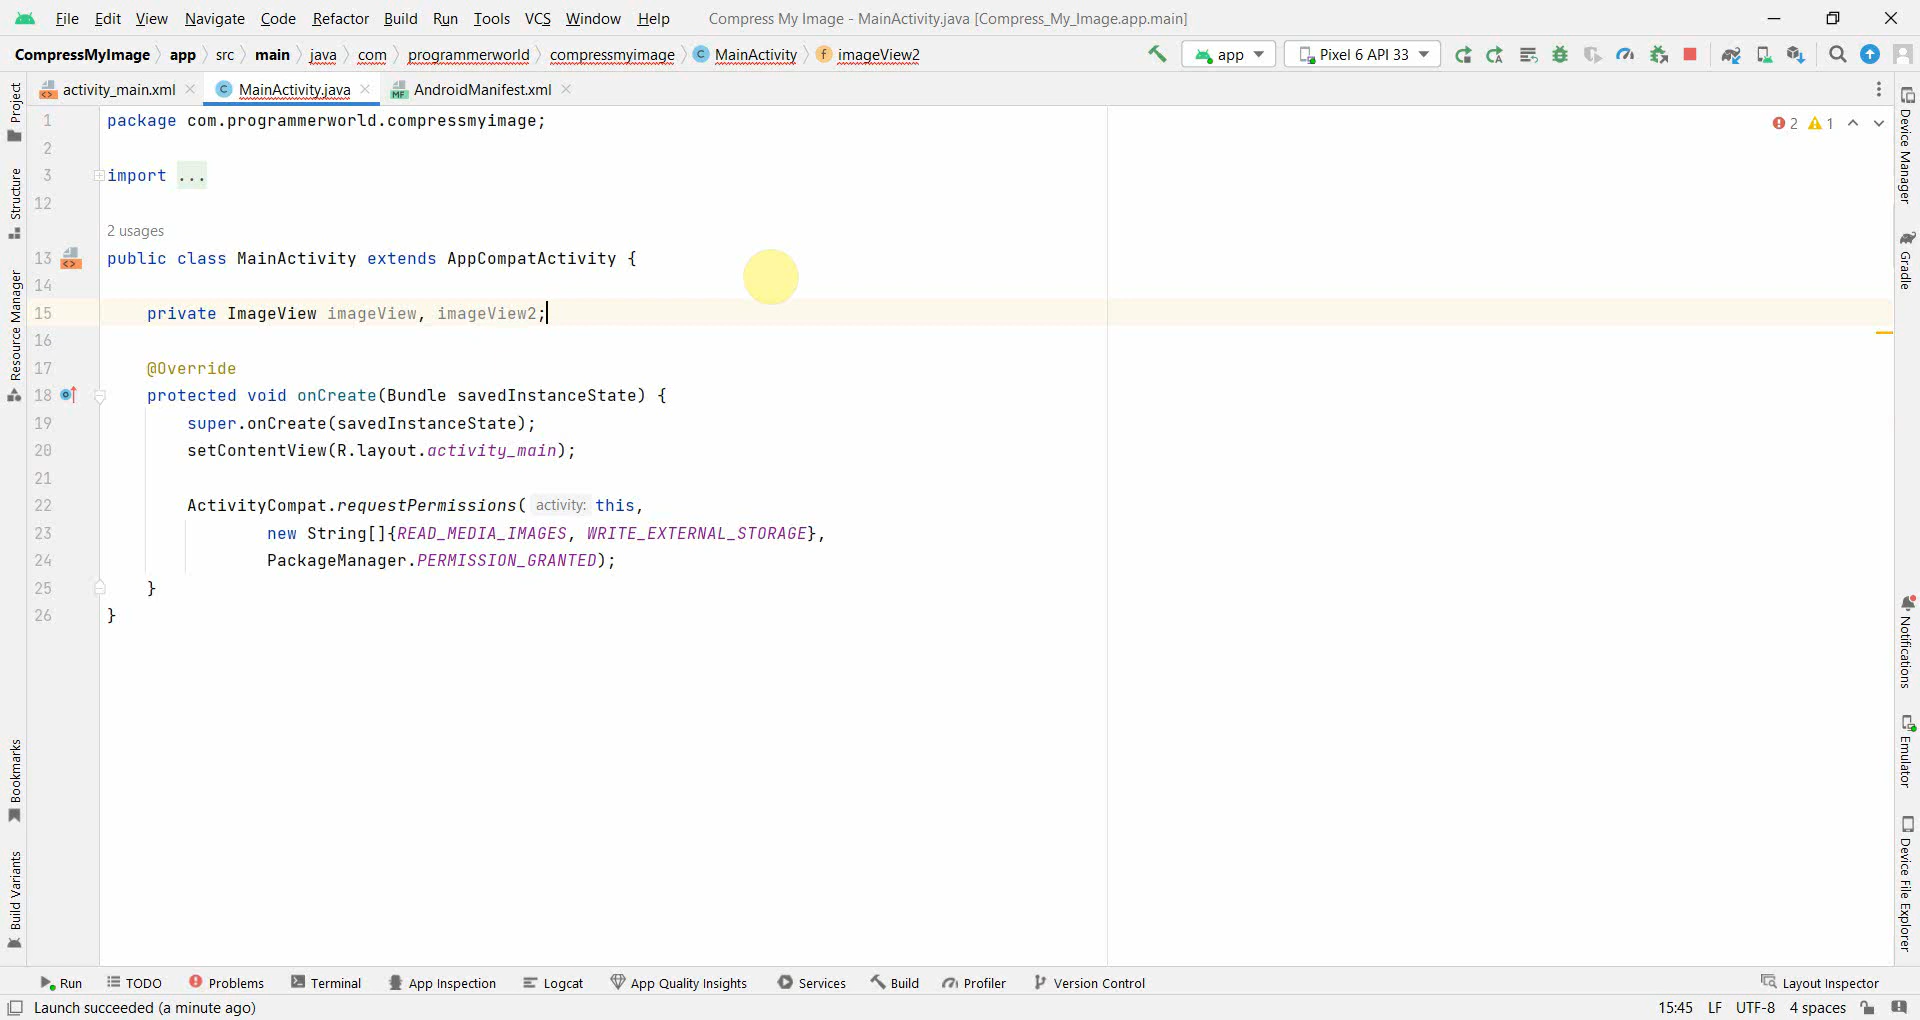 File Edit View Navigate Code Refactor Build Run Tools VCS Window Help Compress My Image - MainActivity.java [Compress_My_Image.app.main]
CompressMyImage app src main java com programmerworld compressmyimage C MainActivity f imageView2 app Pixel 6 API 33
activity_main.xml C MainActivity.java MF AndroidManifest.xml
1 package com.programmerworld.compressmyimage; 2 1
2
3 import ...
12
2 usages
13 public class MainActivity extends AppCompatActivity {
14
15 private ImageView imageView, imageView2;
16
17 @Override
18 protected void onCreate(Bundle savedInstanceState) {
19 super.onCreate(savedInstanceState);
20 setContentView(R.layout.activity_main);
21
22 ActivityCompat.requestPermissions( activity: this,
23 new String[]{READ_MEDIA_IMAGES, WRITE_EXTERNAL_STORAGE},
24 PackageManager.PERMISSION_GRANTED);
25 }
26 }
Project
Structure
Resource Manager
Bookmarks
Build Variants
Device Manager
Gradle
Notifications
Emulator
Device File Explorer
Run TODO Problems Terminal App Inspection Logcat App Quality Insights Services Build Profiler Version Control Layout Inspector
Launch succeeded (a minute ago) 15:45 LF UTF-8 4 spaces